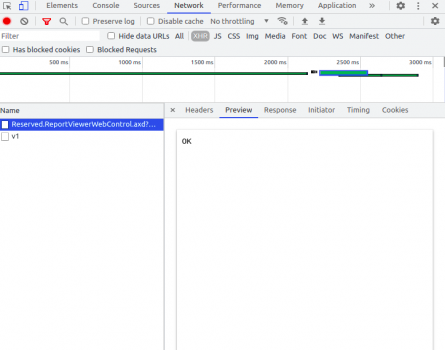 Elements Console Sources Network Performance Memory Application »
Preserve log Disable cache No throttling
Filter Hide data URLs All XHR JS CSS Img Media Font Doc WS Manifest Other
Has blocked cookies Blocked Requests
500 ms 1000 ms 1500 ms 2000 ms 2500 ms 3000 ms
Name × Headers Preview Response Initiator Timing Cookies
Reserved.ReportViewerWebControl.axd?...
OK
v1